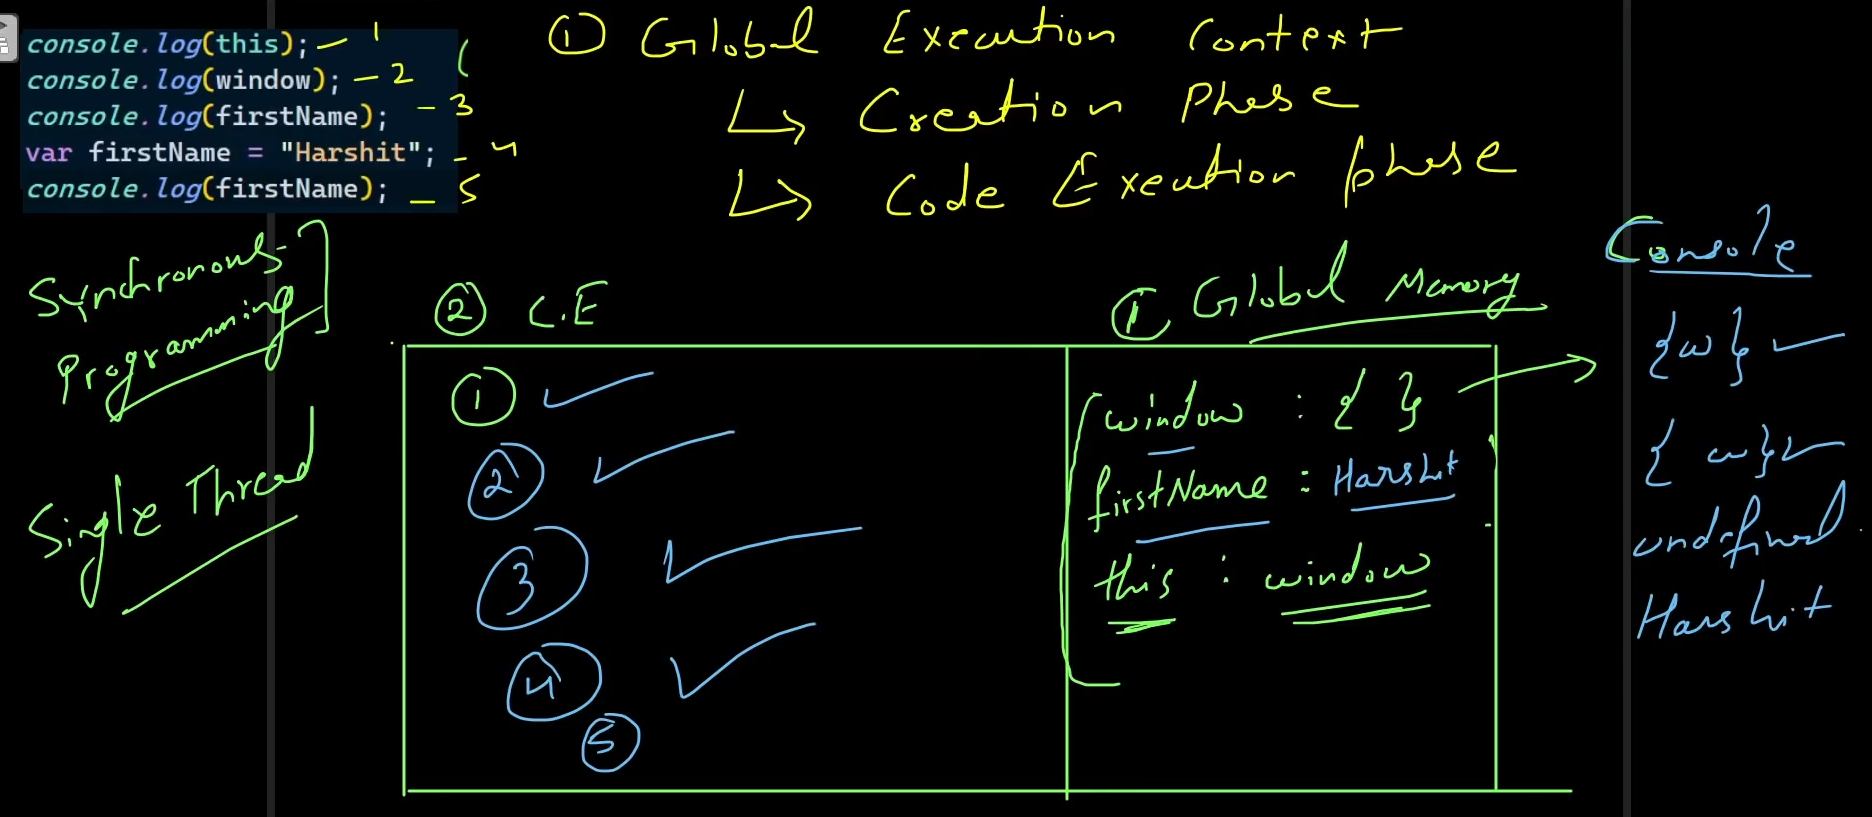 console.log(this); – 1
console.log(window); – 2
console.log(firstName); – 3
var firstName = "Harshit"; – 4
console.log(firstName); – 5
① Global Execution Context
↳ Creation Phase
↳ Code Execution phase
Synchronous
Programming
Single Thread
② C.E
① Global Memory
① ✓
② ✓
③ ✓
④ ✓
⑤
window : { }
firstName : Harshit
this : window
Console
{w} ✓
{ w} ✓
undefined
Harshit